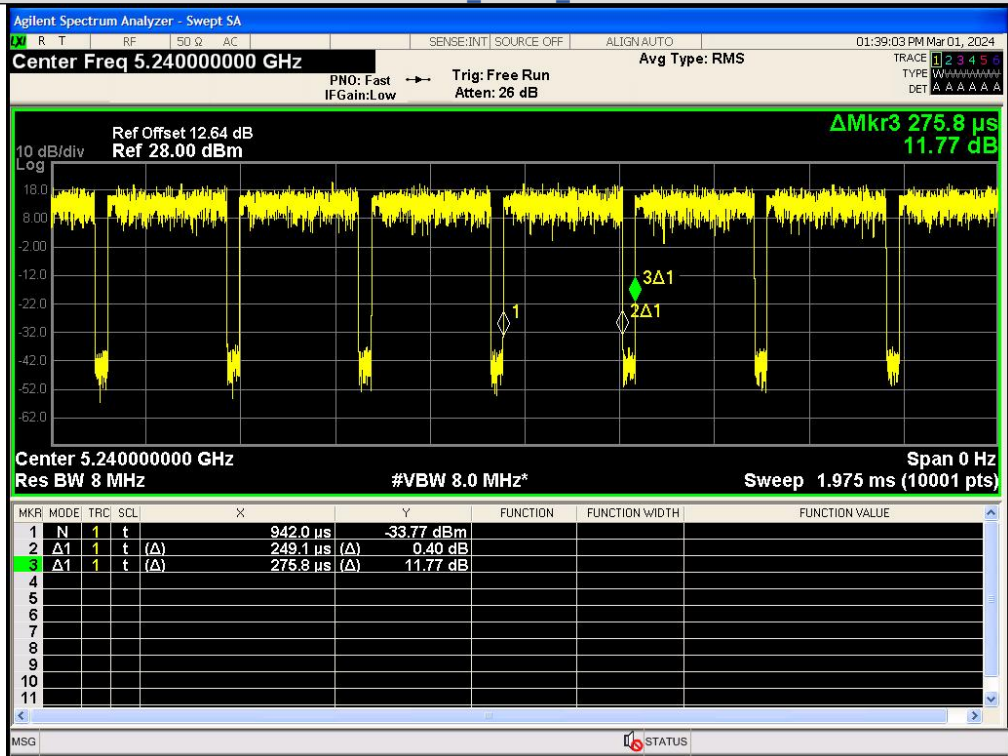 Agilent Spectrum Analyzer - Swept SA
LXI R T RF 50 Ω AC SENSE:INT SOURCE OFF ALIGN AUTO 01:39:03 PM Mar 01, 2024
Center Freq 5.240000000 GHz
PNO: Fast
IFGain:Low
Trig: Free Run
Atten: 26 dB
Avg Type: RMS
TRACE 1 2 3 4 5 6
TYPE WWWWWW
DET A A A A A A
ΔMkr3 275.8 µs
11.77 dB
Ref Offset 12.64 dB
10 dB/div Ref 28.00 dBm
Log
18.0
8.00
-2.00
-12.0
-22.0
-32.0
-42.0
-52.0
-62.0
3Δ1
1
2Δ1
Center 5.240000000 GHz Span 0 Hz
Res BW 8 MHz #VBW 8.0 MHz* Sweep 1.975 ms (10001 pts)
MKR MODE TRC SCL X Y FUNCTION FUNCTION WIDTH FUNCTION VALUE
1 N 1 t 942.0 µs -33.77 dBm
2 Δ1 1 t (Δ) 249.1 µs (Δ) 0.40 dB
3 Δ1 1 t (Δ) 275.8 µs (Δ) 11.77 dB
4
5
6
7
8
9
10
11
MSG STATUS